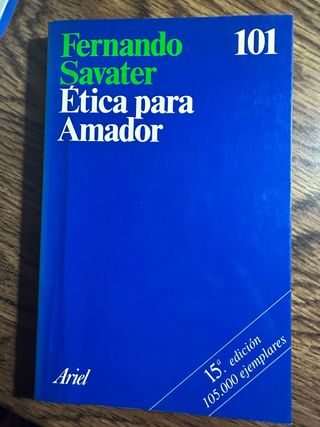 Fernando
Savater
101
Ética para
Amador
15ª. edición
105.000 ejemplares
Ariel